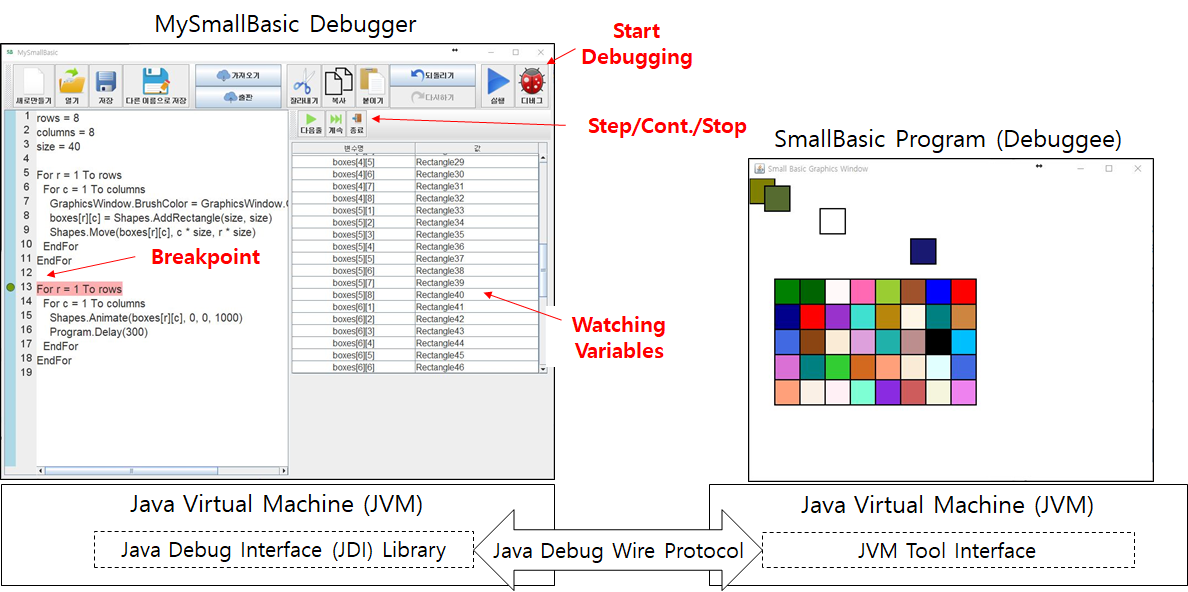 MySmallBasic Debugger
Start
Debugging
MySmallBasic
새로만들기
열기
저장
다른 이름으로 저장
가져오기
출판
잘라내기
복사
붙이기
되돌리기
다시하기
실행
디버그
다음줄
계속
종료
Step/Cont./Stop
1 rows = 8
2 columns = 8
3 size = 40
4
5 For r = 1 To rows
6 For c = 1 To columns
7 GraphicsWindow.BrushColor = GraphicsWindow.
8 boxes[r][c] = Shapes.AddRectangle(size, size)
9 Shapes.Move(boxes[r][c], c * size, r * size)
10 EndFor
11 EndFor
12
13 For r = 1 To rows
14 For c = 1 To columns
15 Shapes.Animate(boxes[r][c], 0, 0, 1000)
16 Program.Delay(300)
17 EndFor
18 EndFor
19
Breakpoint
변수명 값
boxes[4][5] Rectangle29
boxes[4][6] Rectangle30
boxes[4][7] Rectangle31
boxes[4][8] Rectangle32
boxes[5][1] Rectangle33
boxes[5][2] Rectangle34
boxes[5][3] Rectangle35
boxes[5][4] Rectangle36
boxes[5][5] Rectangle37
boxes[5][6] Rectangle38
boxes[5][7] Rectangle39
boxes[5][8] Rectangle40
boxes[6][1] Rectangle41
boxes[6][2] Rectangle42
boxes[6][3] Rectangle43
boxes[6][4] Rectangle44
boxes[6][5] Rectangle45
boxes[6][6] Rectangle46
Watching
Variables
SmallBasic Program (Debuggee)
Small Basic Graphics Window
Java Virtual Machine (JVM)
Java Debug Interface (JDI) Library
Java Debug Wire Protocol
Java Virtual Machine (JVM)
JVM Tool Interface